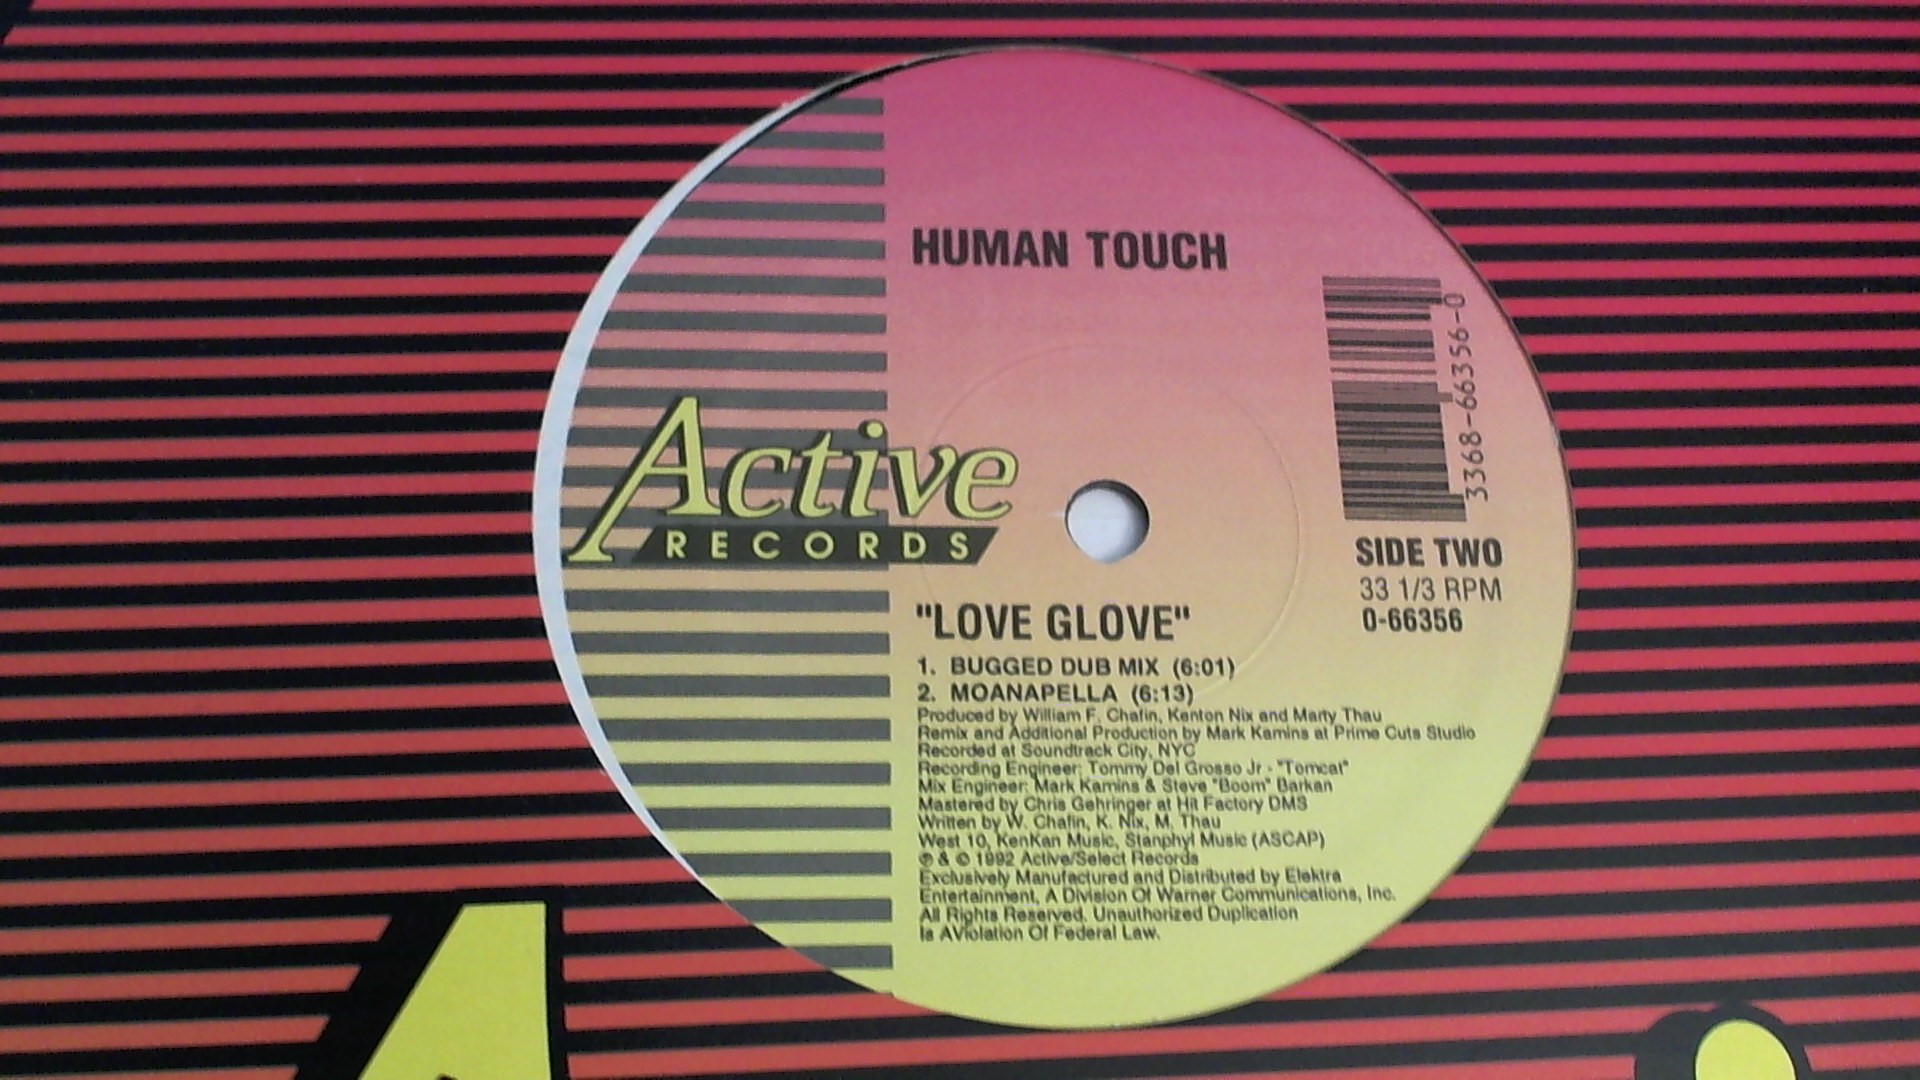 HUMAN TOUCH
3368-66356-0
Active
RECORDS
SIDE TWO
33 1/3 RPM
0-66356
"LOVE GLOVE"
1. BUGGED DUB MIX (6:01)
2. MOANAPELLA (6:13)
Produced by William F. Chafin, Kenton Nix and Marty Thau
Remix and Additional Production by Mark Kamins at Prime Cuts Studio
Recorded at Soundtrack City, NYC
Recording Engineer: Tommy Del Grosso Jr - "Tomcat"
Mix Engineer: Mark Kamins & Steve "Boom" Barkan
Mastered by Chris Gehringer at Hit Factory DMS
Written by W. Chafin, K. Nix, M. Thau
West 10, KenKan Music, Stanphyl Music (ASCAP)
℗ & © 1992 Active/Select Records
Exclusively Manufactured and Distributed by Elektra
Entertainment, A Division Of Warner Communications, Inc.
All Rights Reserved. Unauthorized Duplication
Is AViolation Of Federal Law.